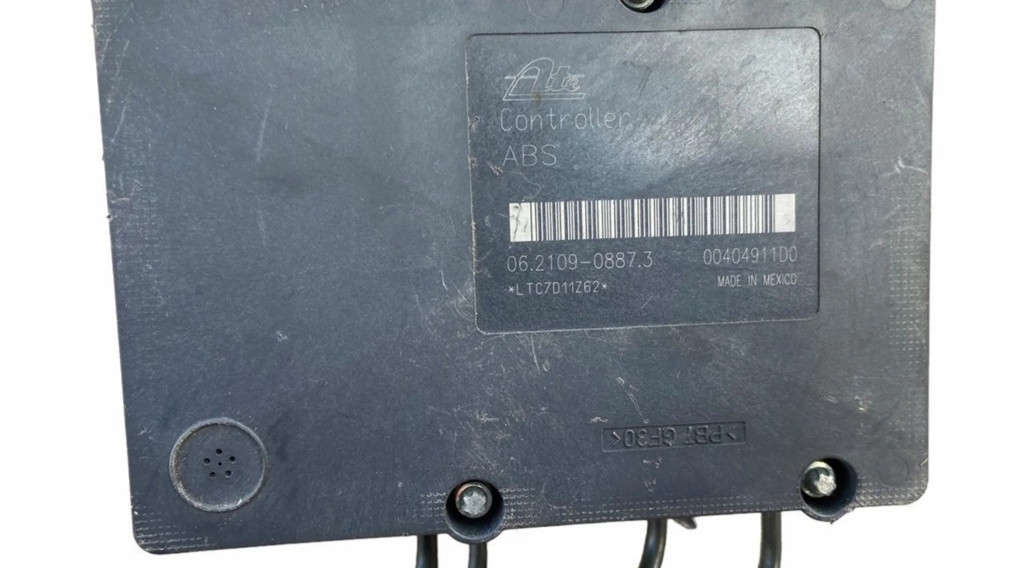 Ate
Controller
ABS
06.2109-0887.3 00404911D0
*LTC7D11Z62* MADE IN MEXICO
>PBT GF30<